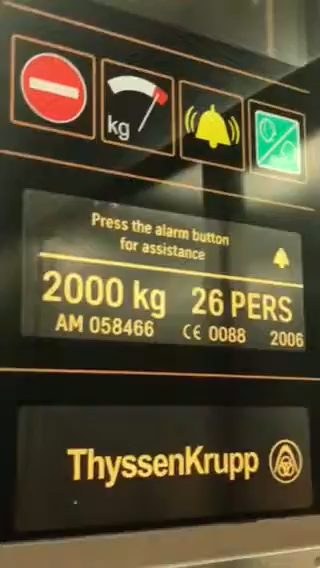 kg
Press the alarm button
for assistance
2000 kg 26 PERS
AM 058466 CE 0088 2006
ThyssenKrupp